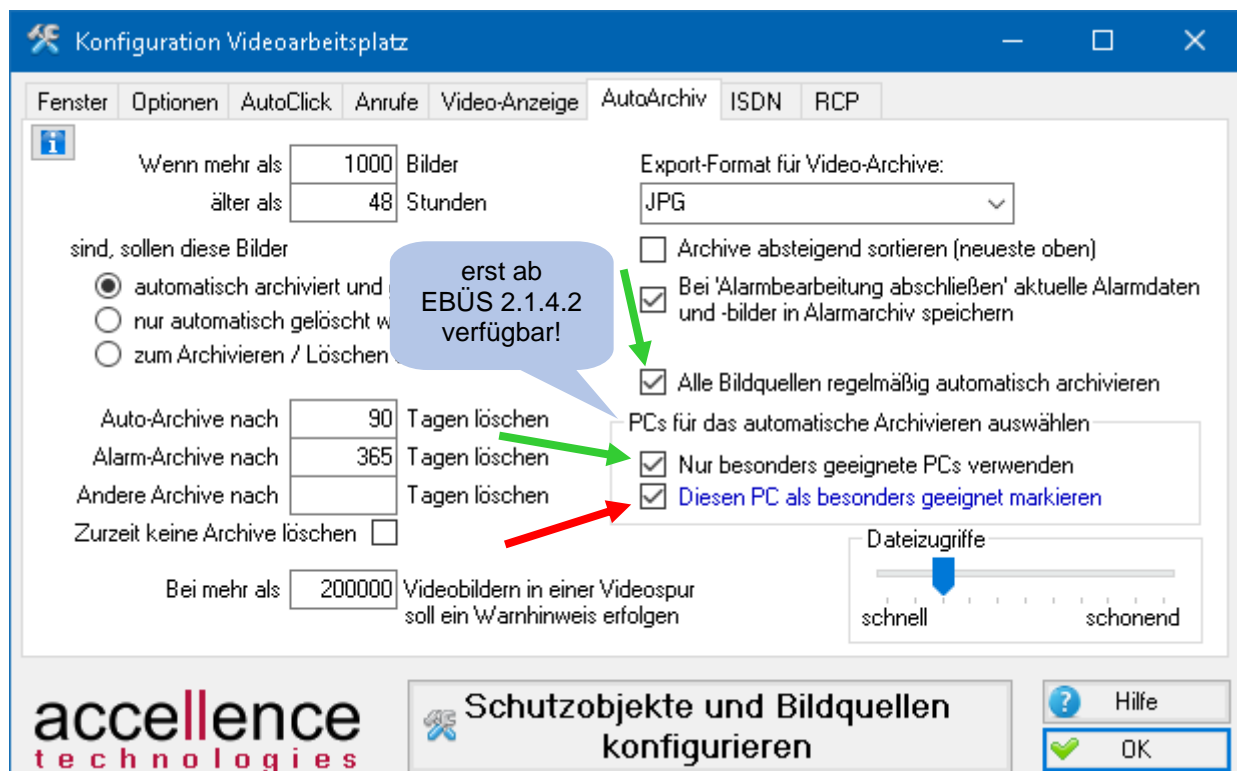 Konfiguration Videoarbeitsplatz
Fenster Optionen AutoClick Anrufe Video-Anzeige AutoArchiv ISDN RCP
Wenn mehr als 1000 Bilder
älter als 48 Stunden
sind, sollen diese Bilder
automatisch archiviert und
nur automatisch gelöscht
zum Archivieren / Löschen
erst ab
EBÜS 2.1.4.2
verfügbar!
Auto-Archive nach 90 Tagen löschen
Alarm-Archive nach 365 Tagen löschen
Andere Archive nach Tagen löschen
Zurzeit keine Archive löschen
Bei mehr als 200000 Videobildern in einer Videospur
soll ein Warnhinweis erfolgen
Export-Format für Video-Archive:
JPG
Archive absteigend sortieren (neueste oben)
Bei 'Alarmbearbeitung abschließen' aktuelle Alarmdaten
und -bilder in Alarmarchiv speichern
Alle Bildquellen regelmäßig automatisch archivieren
PCs für das automatische Archivieren auswählen
Nur besonders geeignete PCs verwenden
Diesen PC als besonders geeignet markieren
Dateizugriffe
schnell schonend
accellence
technologies
Schutzobjekte und Bildquellen
konfigurieren
Hilfe
OK